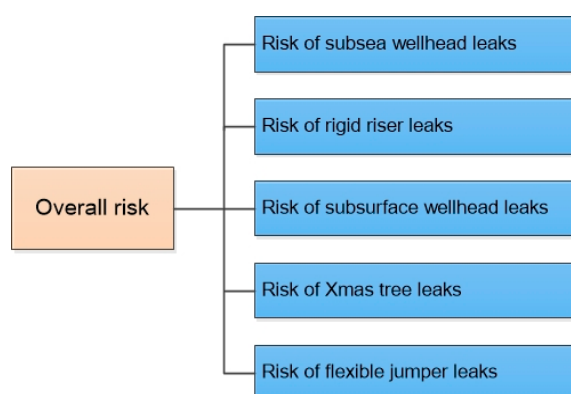 Risk of subsea wellhead leaks
Risk of rigid riser leaks
Overall risk
Risk of subsurface wellhead leaks
Risk of Xmas tree leaks
Risk of flexible jumper leaks